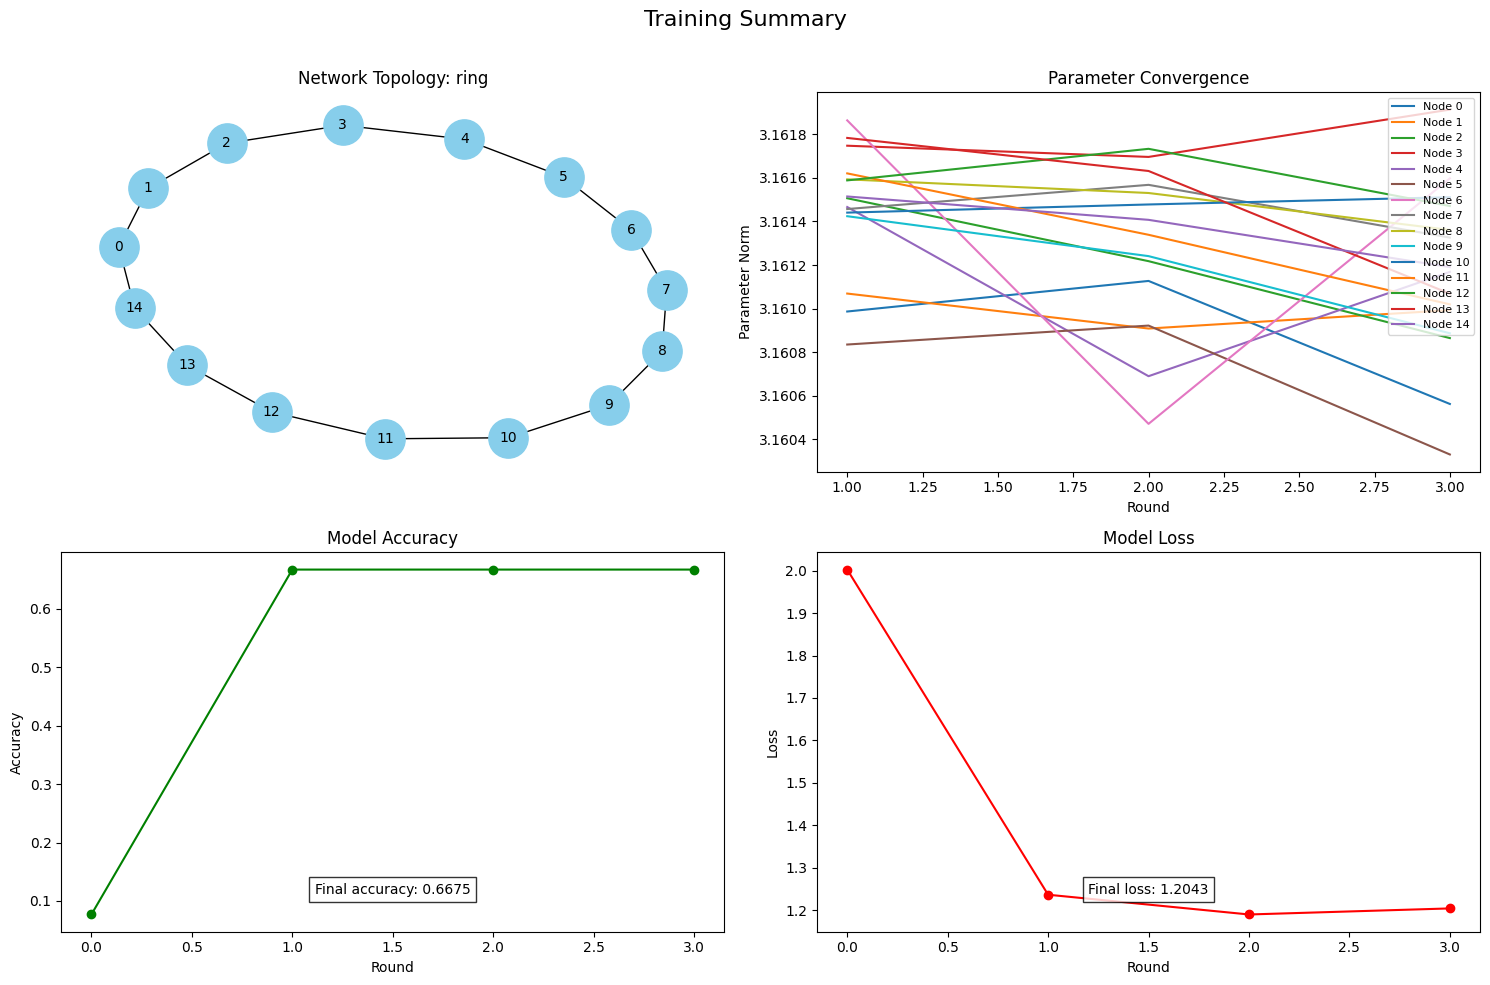 Training Summary
Network Topology: ring
3
2
4
5
1
6
0
7
14
8
13
9
12
11
10
Parameter Convergence
Parameter Norm
3.1618
3.1616
3.1614
3.1612
3.1610
3.1608
3.1606
3.1604
Node 0
Node 1
Node 2
Node 3
Node 4
Node 5
Node 6
Node 7
Node 8
Node 9
Node 10
Node 11
Node 12
Node 13
Node 14
1.00 1.25 1.50 1.75 2.00 2.25 2.50 2.75 3.00
Round
Model Accuracy
Accuracy
0.6
0.5
0.4
0.3
0.2
0.1
Final accuracy: 0.6675
0.0 0.5 1.0 1.5 2.0 2.5 3.0
Round
Model Loss
Loss
2.0
1.9
1.8
1.7
1.6
1.5
1.4
1.3
1.2
Final loss: 1.2043
0.0 0.5 1.0 1.5 2.0 2.5 3.0
Round